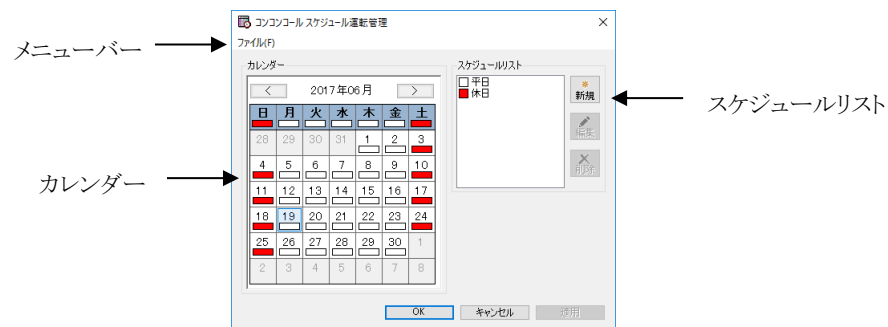 コンコンコール スケジュール運転管理
ファイル(F)
メニューバー
カレンダー
スケジュールリスト
2017年06月
平日
休日
新規
編集
削除
日 月 火 水 木 金 土
28 29 30 31 1 2 3
4 5 6 7 8 9 10
11 12 13 14 15 16 17
18 19 20 21 22 23 24
25 26 27 28 29 30 1
2 3 4 5 6 7 8
スケジュールリスト
カレンダー
OK キャンセル 適用